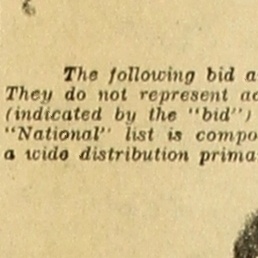 The following bid a
They do not represent ac
(indicated by the "bid")
"National" list is compo
a wide distribution prima